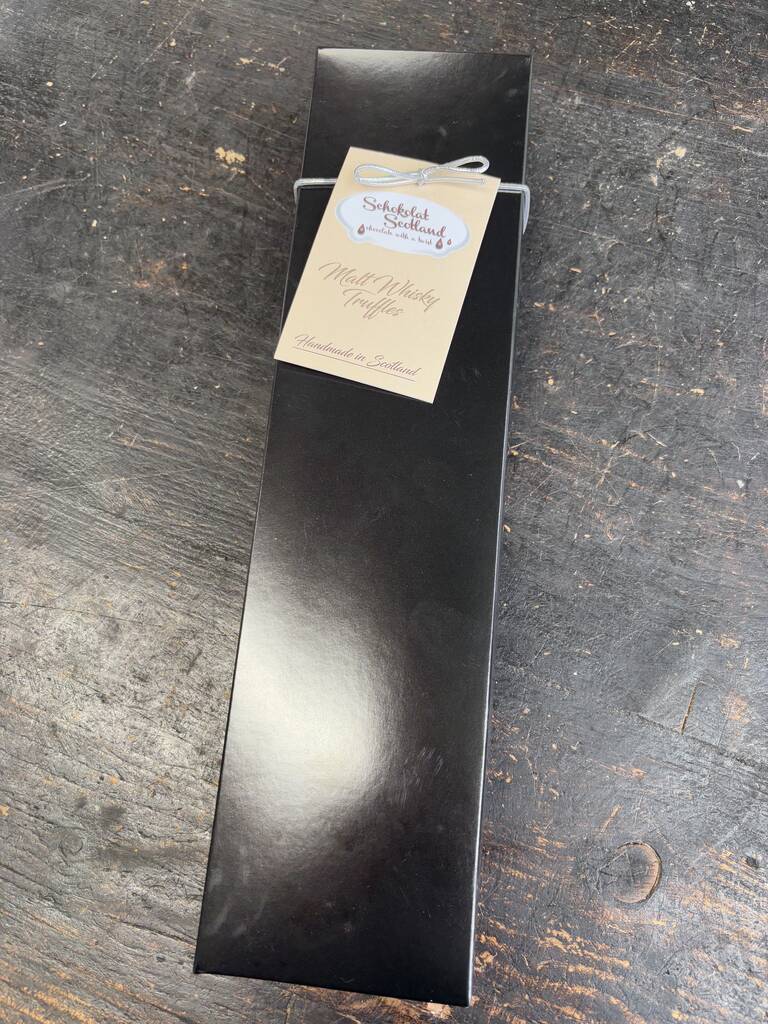 Schokolat
Scotland
chocolate with a twist
Malt Whisky
Truffles
Handmade in Scotland